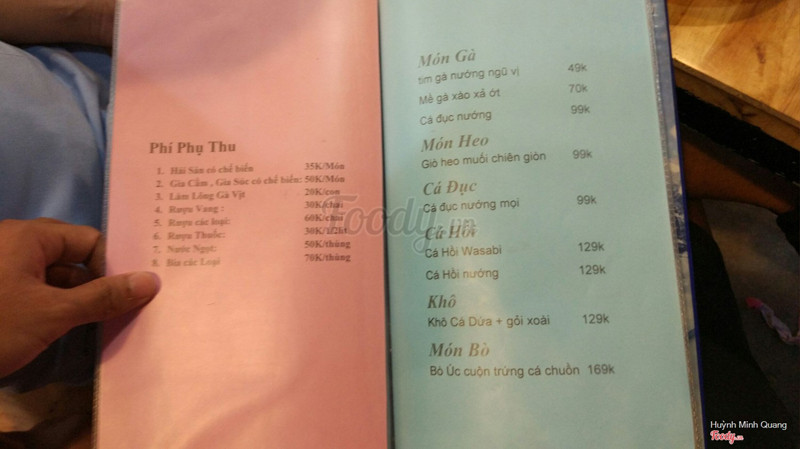 Phí Phụ Thu
1. Hải Sản có chế biến 35K/Món
2. Gia Cầm , Gia Súc có chế biến: 50K/Món
3. Làm Lông Gà Vịt 20K/con
4. Rượu Vang : 30K/chai
5. Rượu các loại: 60K/chai
6. Rượu Thuốc: 30K/1/2lit
7. Nước Ngọt: 50K/thùng
8. Bia các Loại 70K/thùng
Món Gà
tim gà nướng ngũ vị 49k
Mề gà xào xả ớt 70k
Cá đục nướng 99k
Món Heo
Giò heo muối chiên giòn 99k
Cá Đục
Cá đục nướng mọi 99k
Cá Hồi
Cá Hồi Wasabi 129k
Cá Hồi nướng 129k
Khô
Khô Cá Dứa + gỏi xoài 129k
Món Bò
Bò Úc cuộn trứng cá chuồn 169k
Foody.vn
Huỳnh Minh Quang
Foody.vn